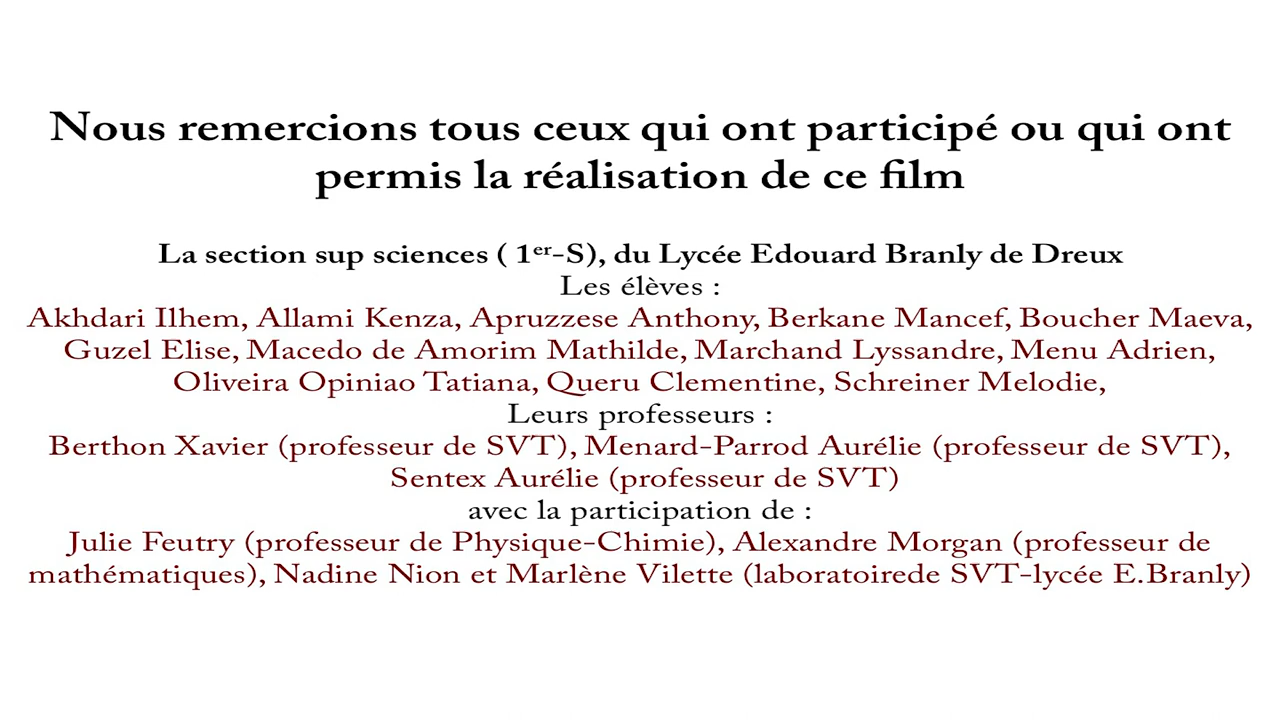 Nous remercions tous ceux qui ont participé ou qui ont
permis la réalisation de ce film
La section sup sciences ( 1er-S), du Lycée Edouard Branly de Dreux
Les élèves :
Akhdari Ilhem, Allami Kenza, Apruzzese Anthony, Berkane Mancef, Boucher Maeva,
Guzel Elise, Macedo de Amorim Mathilde, Marchand Lyssandre, Menu Adrien,
Oliveira Opiniao Tatiana, Queru Clementine, Schreiner Melodie,
Leurs professeurs :
Berthon Xavier (professeur de SVT), Menard-Parrod Aurélie (professeur de SVT),
Sentex Aurélie (professeur de SVT)
avec la participation de :
Julie Feutry (professeur de Physique-Chimie), Alexandre Morgan (professeur de
mathématiques), Nadine Nion et Marlène Vilette (laboratoirede SVT-lycée E.Branly)